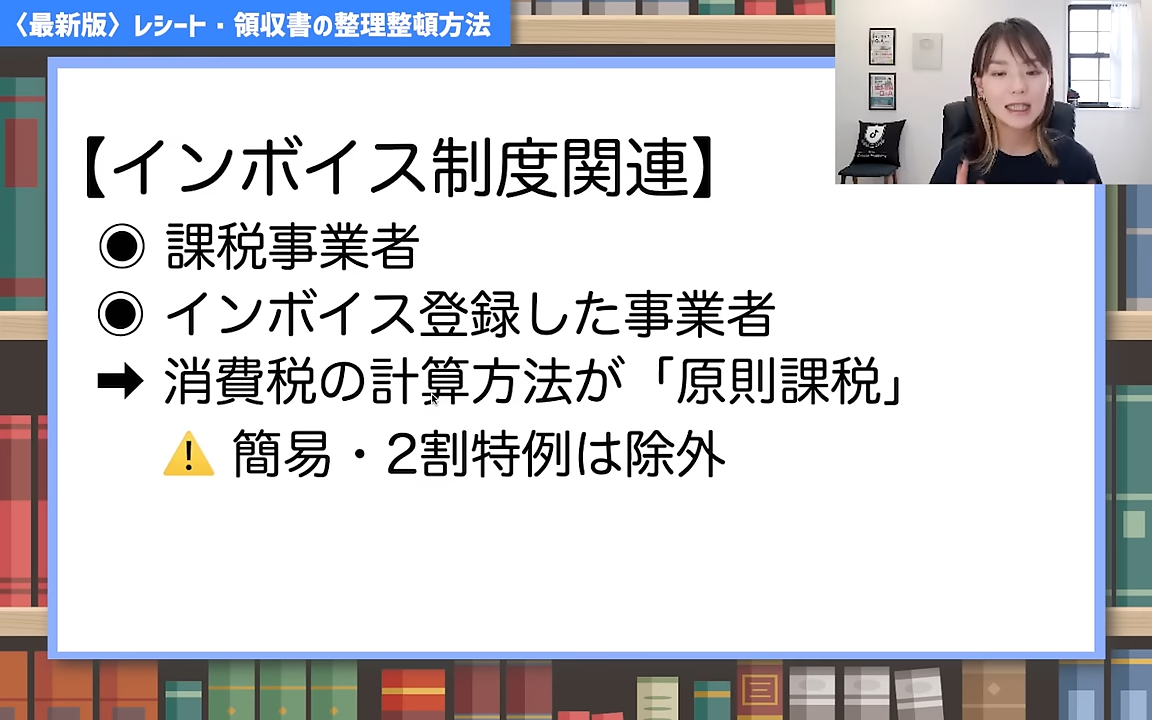 〈最新版〉レシート・領収書の整理整頓方法
【インボイス制度関連】
◉ 課税事業者
◉ インボイス登録した事業者
➡ 消費税の計算方法が「原則課税」
⚠ 簡易・2割特例は除外